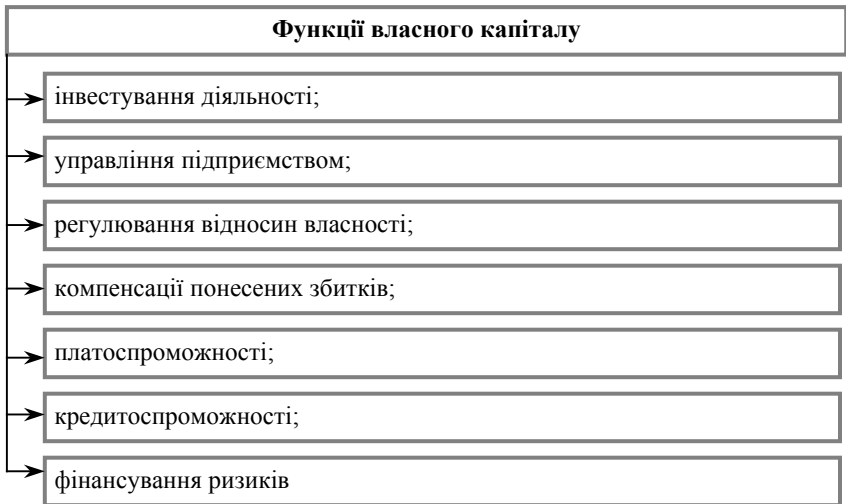 Функції власного капіталу
інвестування діяльності;
управління підприємством;
регулювання відносин власності;
компенсації понесених збитків;
платоспроможності;
кредитоспроможності;
фінансування ризиків